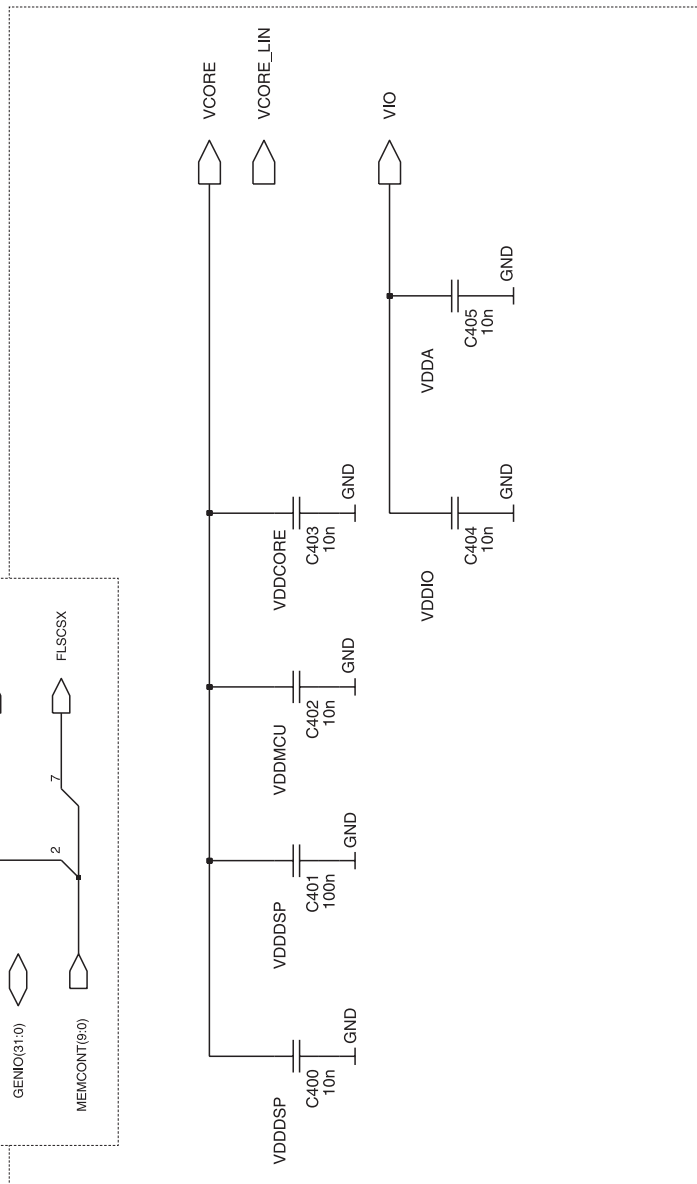 VCORE
VCORE_LIN
VIO
GND
C405
10n
VDDA
GND
C403
10n
VDDCORE
GND
C404
10n
VDDIO
FLSCSX
7
2
GENIO(31:0)
MEMCONT(9:0)
GND
C402
10n
VDDMCU
GND
C401
100n
VDDDSP
GND
C400
10n
VDDDSP